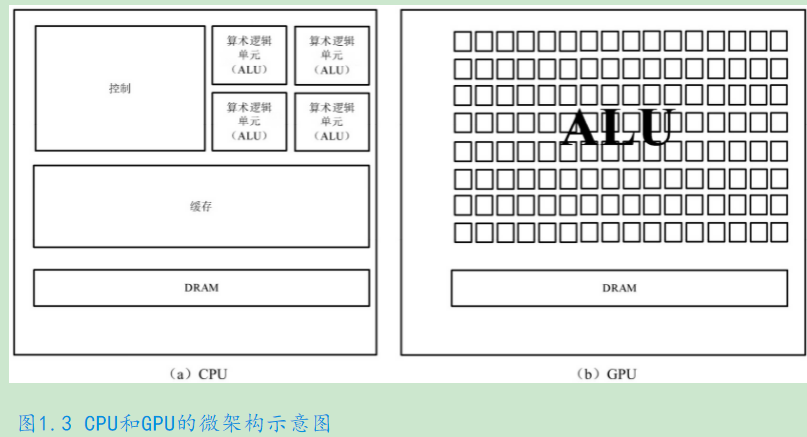 控制
算术逻辑
单元
（ALU）
算术逻辑
单元
（ALU）
算术逻辑
单元
（ALU）
算术逻辑
单元
（ALU）
缓存
DRAM
（a）CPU
ALU
DRAM
（b）GPU
图1.3 CPU和GPU的微架构示意图